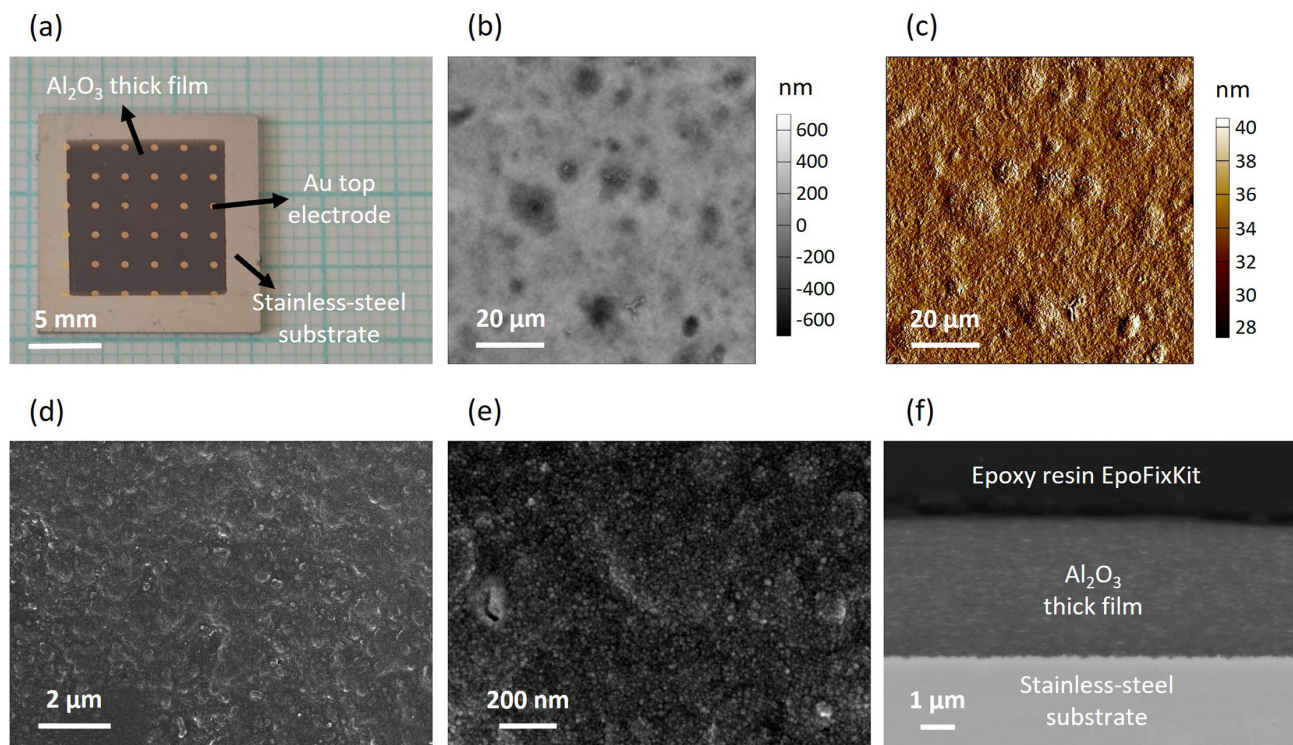 (a)
Al₂O₃ thick film
Au top
electrode
Stainless-steel
substrate
5 mm
(b)
20 µm
nm
600
400
200
0
-200
-400
-600
(c)
20 µm
nm
40
38
36
34
32
30
28
(d)
2 µm
(e)
200 nm
(f)
Epoxy resin EpoFixKit
Al₂O₃
thick film
Stainless-steel
substrate
1 µm